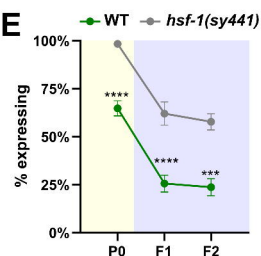 E
WT hsf-1(sy441)
100%
75%
50%
25%
0%
% expressing
****
****
***
P0 F1 F2